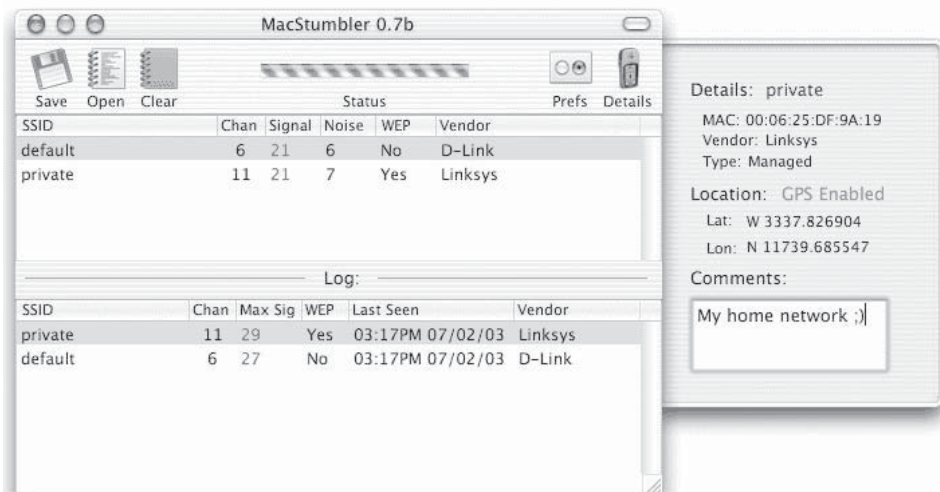 MacStumbler 0.7b
Save Open Clear Status Prefs Details
SSID Chan Signal Noise WEP Vendor
default 6 21 6 No D-Link
private 11 21 7 Yes Linksys
Log:
SSID Chan Max Sig WEP Last Seen Vendor
private 11 29 Yes 03:17PM 07/02/03 Linksys
default 6 27 No 03:17PM 07/02/03 D-Link
Details: private
MAC: 00:06:25:DF:9A:19
Vendor: Linksys
Type: Managed
Location: GPS Enabled
Lat: W 3337.826904
Lon: N 11739.685547
Comments:
My home network ;)